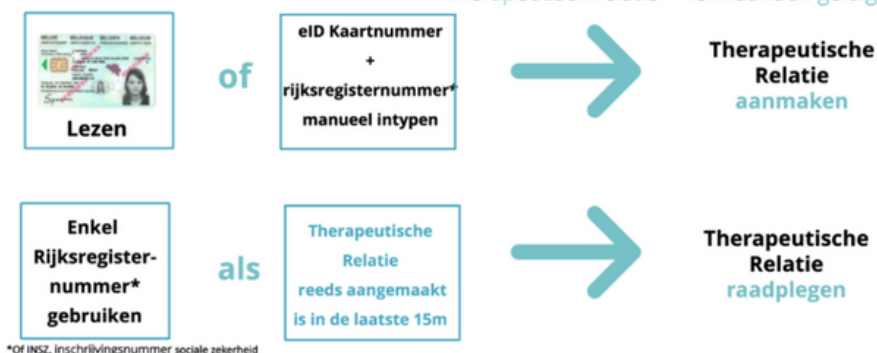 eID Kaartnummer
+
rijksregisternummer*
manueel intypen
of
Lezen
Therapeutische
Relatie
aanmaken
Enkel
Rijksregister-
nummer*
gebruiken
als
Therapeutische
Relatie
reeds aangemaakt
is in de laatste 15m
Therapeutische
Relatie
raadplegen
*Of INSZ, inschrijvingsnummer sociale zekerheid